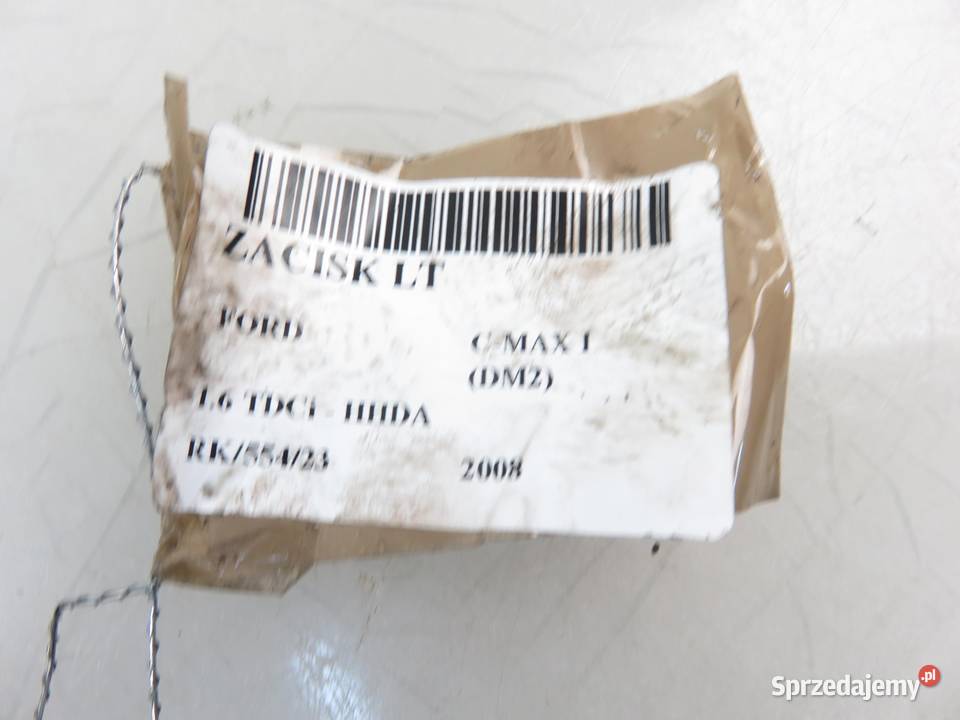 ZACISK LT
FORD C-MAX I
(DM2)
1.6 TDCi - HHDA
RK/554/23 2008
Sprzedajemy.pl